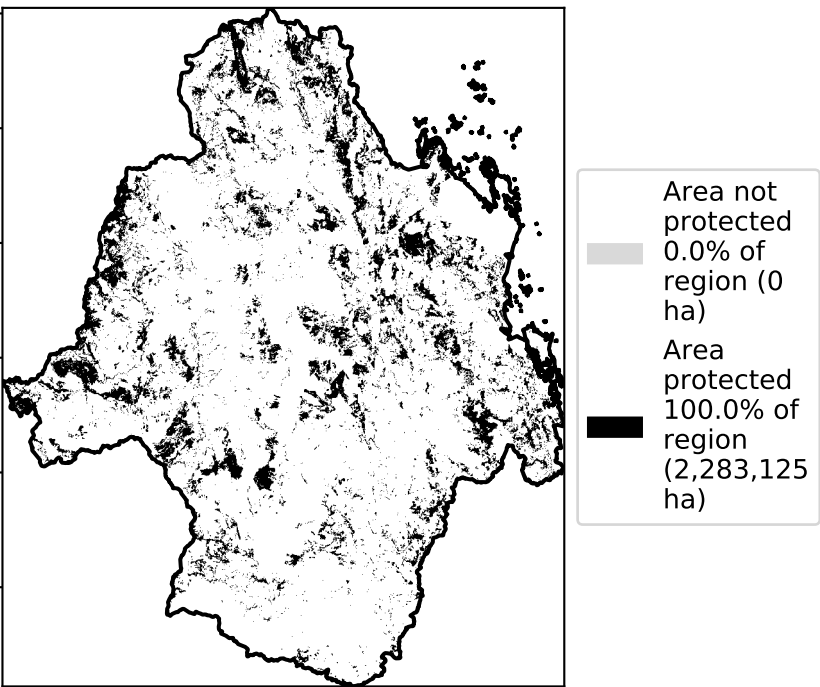 Area not
protected
0.0% of
region (0
ha)
Area
protected
100.0% of
region
(2,283,125
ha)